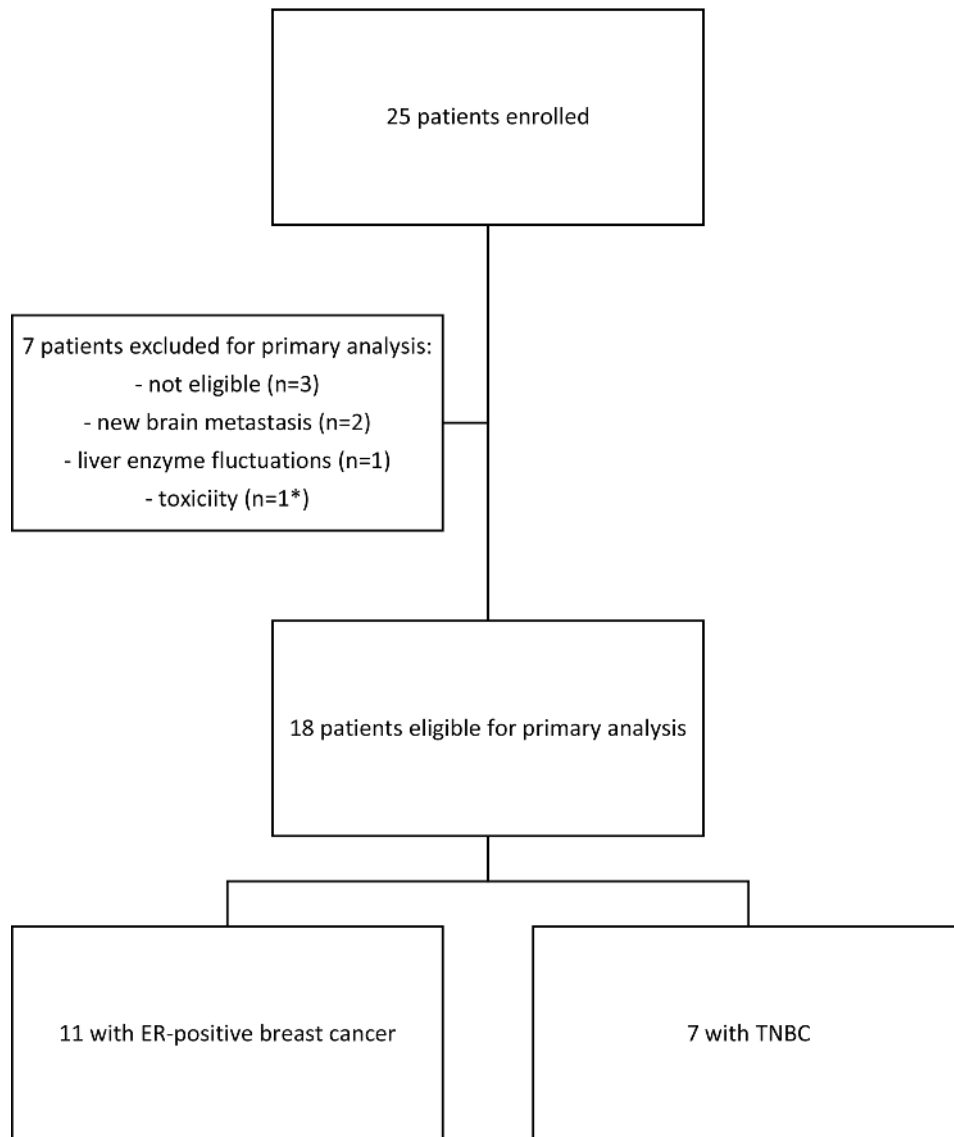 25 patients enrolled
7 patients excluded for primary analysis:
- not eligible (n=3)
- new brain metastasis (n=2)
- liver enzyme fluctuations (n=1)
- toxiciity (n=1*)
18 patients eligible for primary analysis
11 with ER-positive breast cancer
7 with TNBC